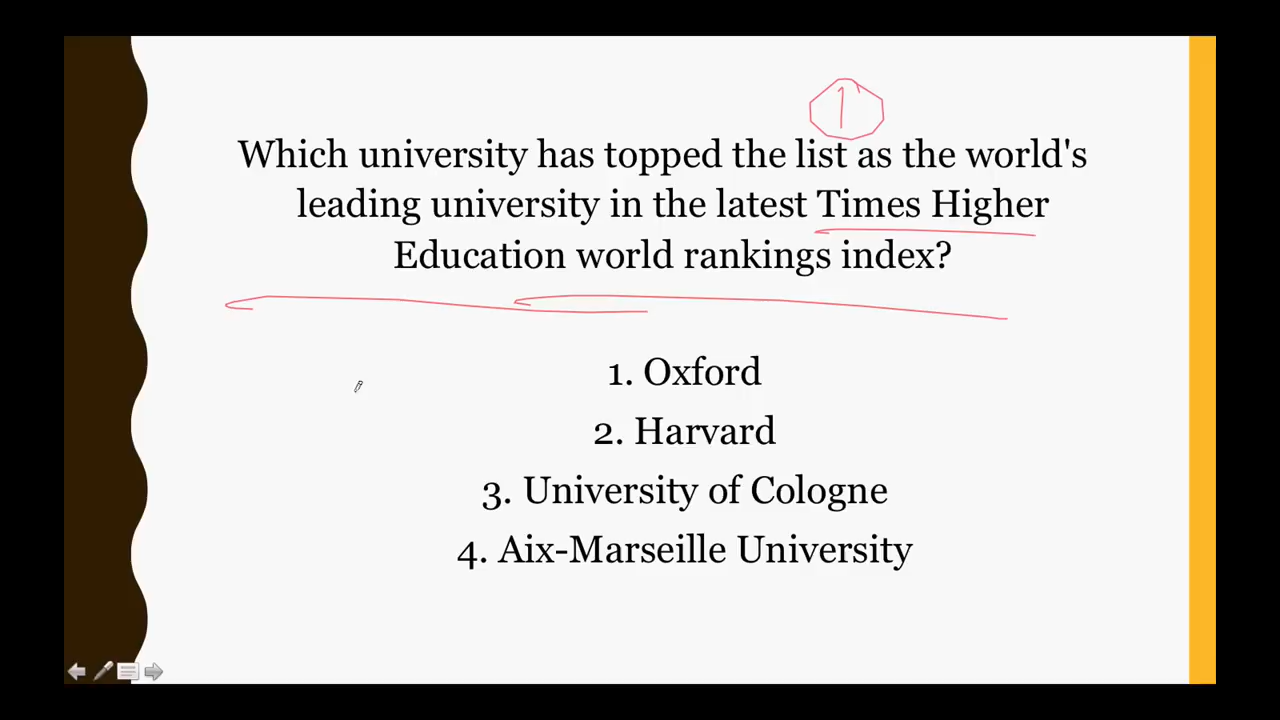 1
Which university has topped the list as the world's
leading university in the latest Times Higher
Education world rankings index?
1. Oxford
2. Harvard
3. University of Cologne
4. Aix-Marseille University